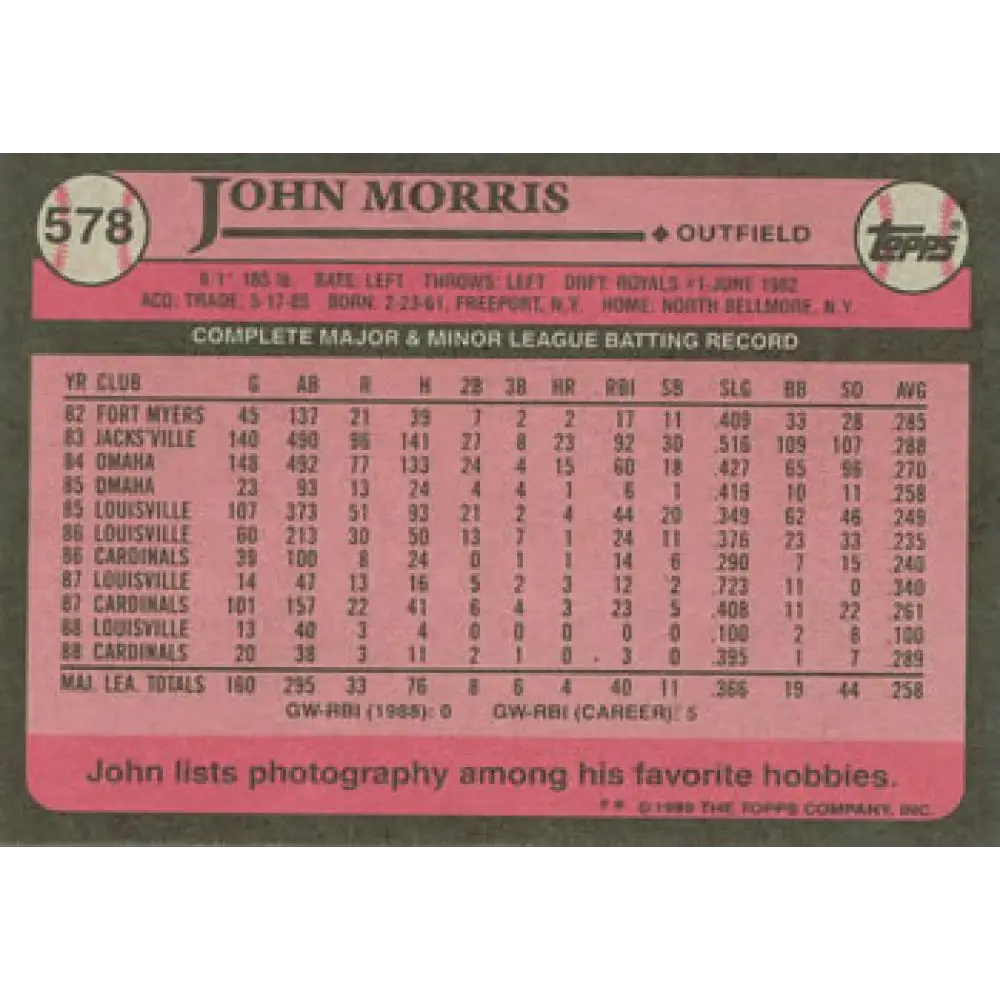 578
JOHN MORRIS
◆ OUTFIELD
topps®
6'1" 185 lb. BATS: LEFT THROWS: LEFT DRFT: ROYALS #1-JUNE 1982
ACQ: TRADE, 5-17-85 BORN: 2-23-61, FREEPORT, N.Y. HOME: NORTH BELLMORE, N.Y.
COMPLETE MAJOR & MINOR LEAGUE BATTING RECORD
YR CLUB G AB R H 2B 3B HR RBI SB SLG BB SO AVG
82 FORT MYERS 45 137 21 39 7 2 2 17 11 .409 33 28 .285
83 JACKS'VILLE 140 490 96 141 27 8 23 92 30 .516 109 107 .288
84 OMAHA 148 492 77 133 24 4 15 60 18 .427 65 96 .270
85 OMAHA 23 93 13 24 4 4 1 6 1 .419 10 11 .258
85 LOUISVILLE 107 373 51 93 21 2 4 44 20 .349 62 46 .249
86 LOUISVILLE 60 213 30 50 13 7 1 24 11 .376 23 33 .235
86 CARDINALS 39 100 8 24 0 1 1 14 6 .290 7 15 .240
87 LOUISVILLE 14 47 13 16 5 2 3 12 2 .723 11 0 .340
87 CARDINALS 101 157 22 41 6 4 3 23 5 .408 11 22 .261
88 LOUISVILLE 13 40 3 4 0 0 0 0 0 .100 2 8 .100
88 CARDINALS 20 38 3 11 2 1 0 3 0 .395 1 7 .289
MAJ. LEA. TOTALS 160 295 33 76 8 6 4 40 11 .366 19 44 .258
GW-RBI (1988): 0 GW-RBI (CAREER): 5
John lists photography among his favorite hobbies.
F# © 1989 THE TOPPS COMPANY, INC.